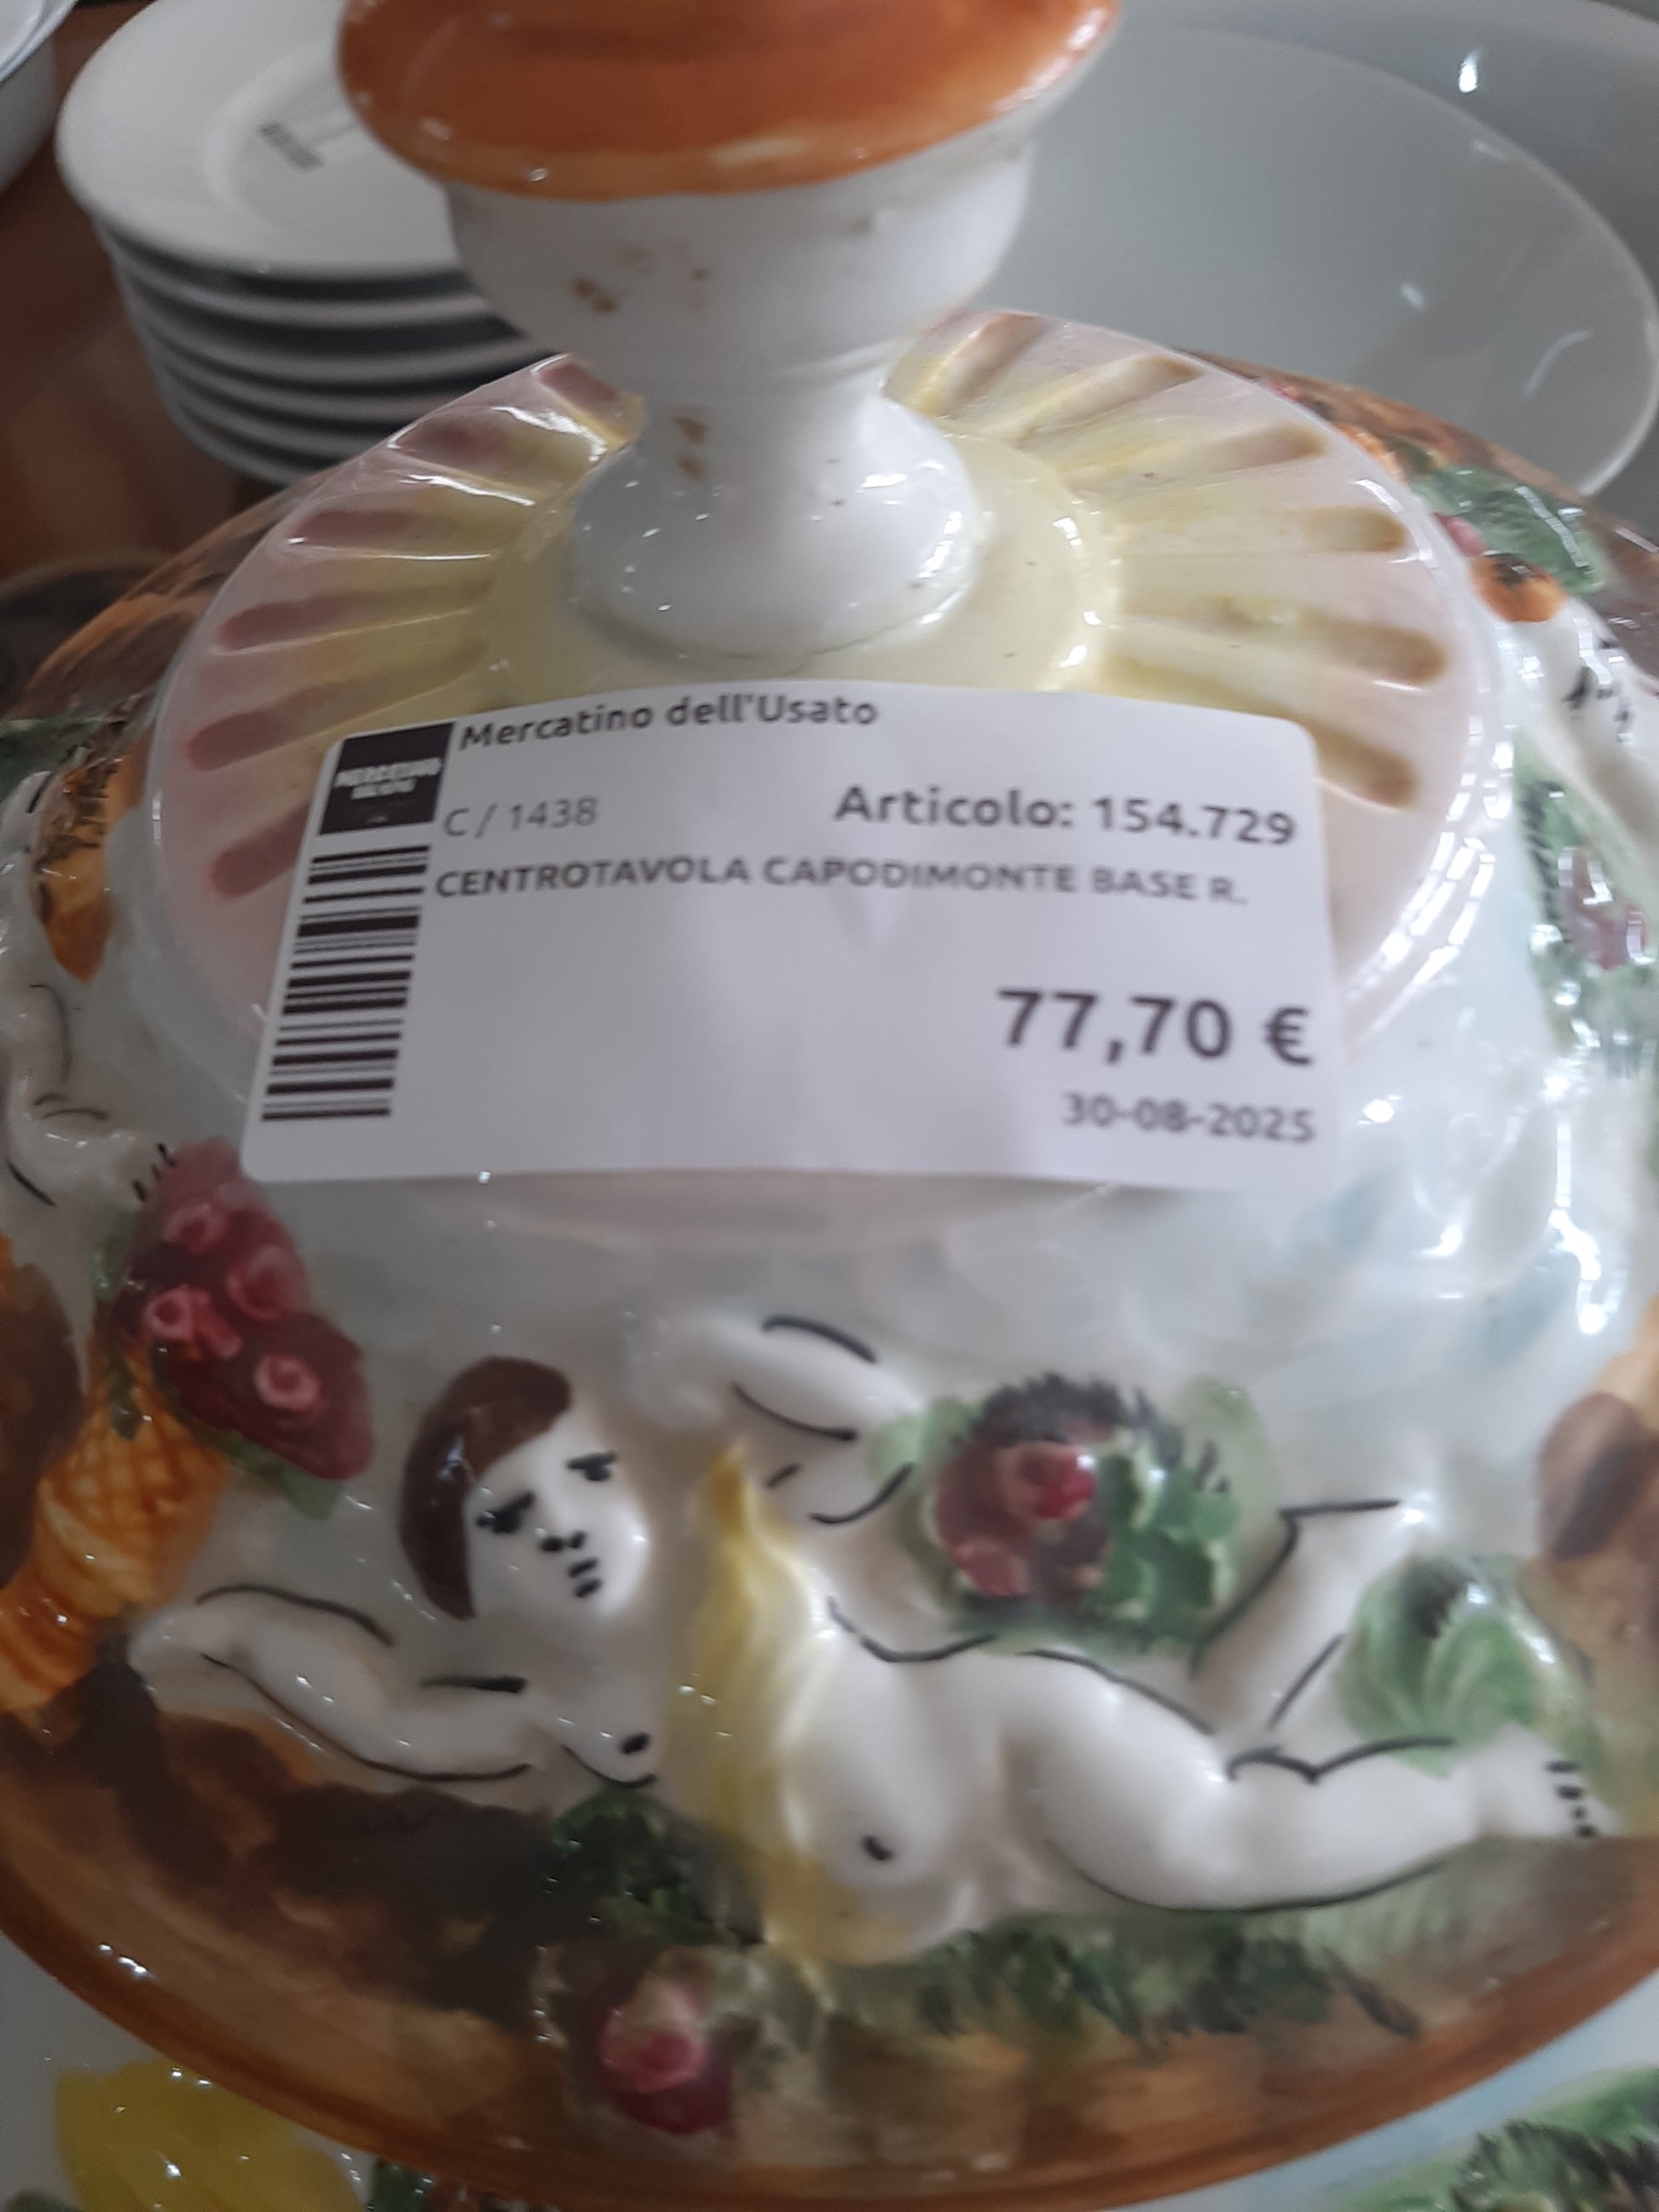 Mercatino dell'Usato
C / 1438
Articolo: 154.729
CENTROTAVOLA CAPODIMONTE BASE R.
77,70 €
30-08-2025